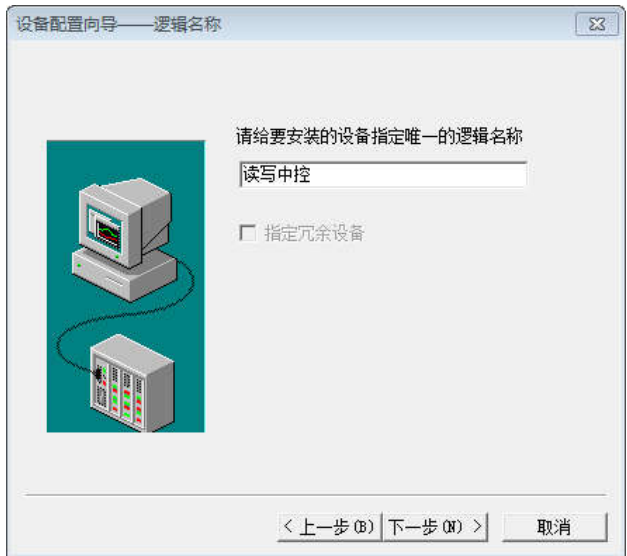 设备配置向导——逻辑名称
请给要安装的设备指定唯一的逻辑名称
读写中控
指定冗余设备
< 上一步(B) 下一步(N) > 取消